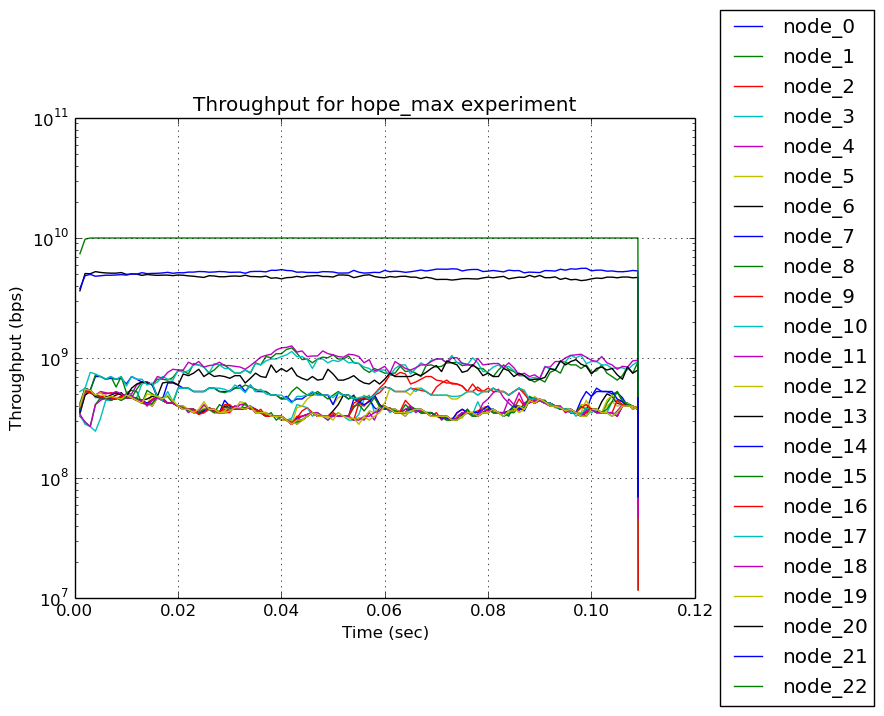 Throughput for hope_max experiment
10^11
10^10
10^9
10^8
10^7
Throughput (bps)
0.00 0.02 0.04 0.06 0.08 0.10 0.12
Time (sec)
node_0
node_1
node_2
node_3
node_4
node_5
node_6
node_7
node_8
node_9
node_10
node_11
node_12
node_13
node_14
node_15
node_16
node_17
node_18
node_19
node_20
node_21
node_22